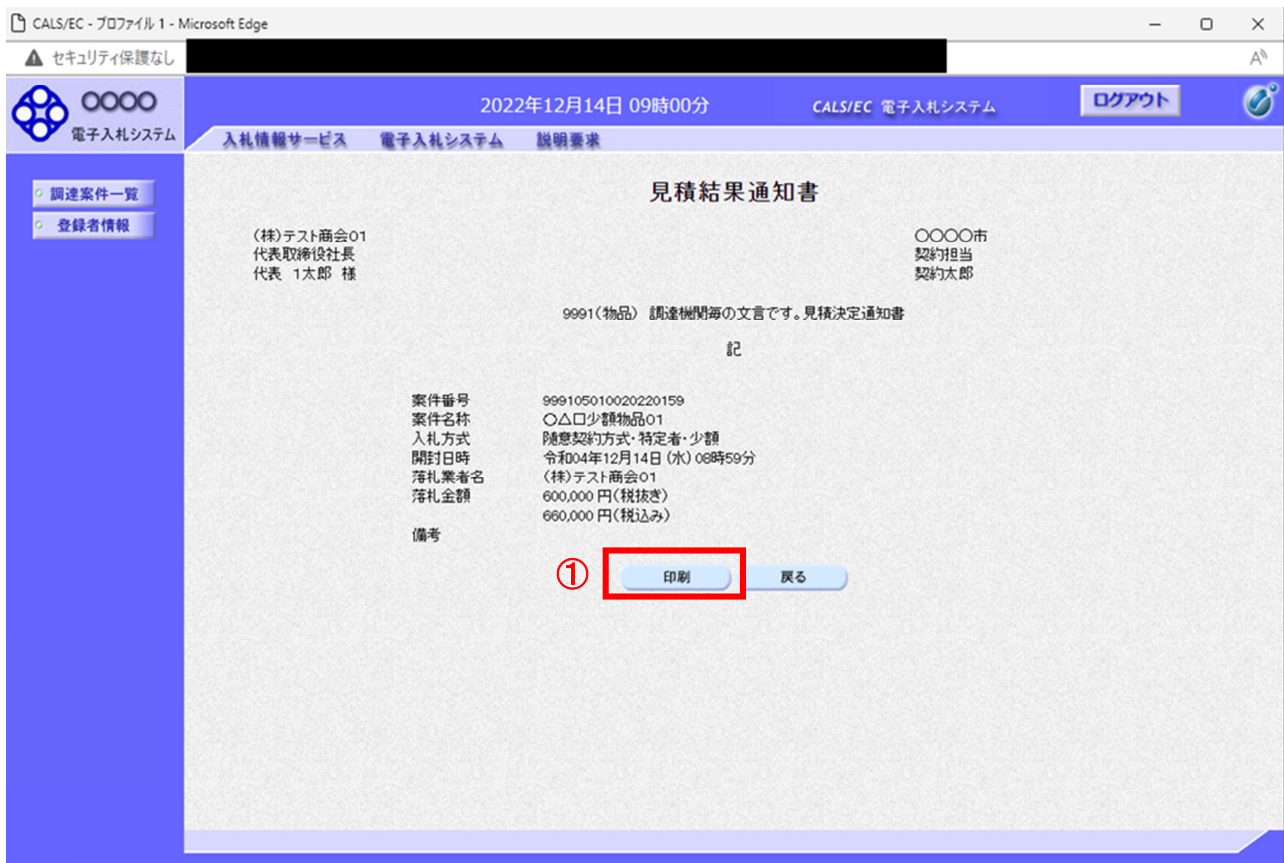 CALS/EC - プロファイル 1 - Microsoft Edge
セキュリティ保護なし
○○○○
電子入札システム
2022年12月14日 09時00分
CALS/EC 電子入札システム
ログアウト
入札情報サービス 電子入札システム 説明要求
調達案件一覧
登録者情報
見積結果通知書
(株)テスト商会01
代表取締役社長
代表 1太郎 様
○○○○市
契約担当
契約太郎
9991(物品) 調達機関毎の文言です。見積決定通知書
記
案件番号 999105010020220159
案件名称 ○△□少額物品01
入札方式 随意契約方式・特定者・少額
開封日時 令和04年12月14日(水)08時59分
落札業者名 (株)テスト商会01
落札金額 600,000 円(税抜き)
660,000 円(税込み)
備考
① 印刷 戻る